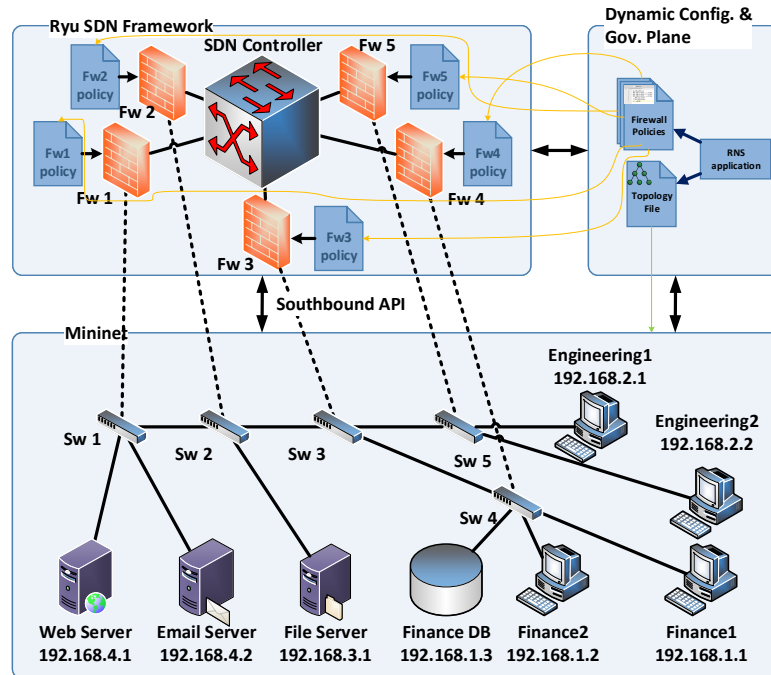 Ryu SDN Framework
Dynamic Config. &
Gov. Plane
SDN Controller
Fw2
policy
Fw 2
Fw 5
Fw5
policy
Firewall
Policies
Fw1
policy
Fw 1
Fw4
policy
Fw 4
RNS
application
Topology
File
Fw3
policy
Fw 3
Southbound API
Mininet
Engineering1
192.168.2.1
Engineering2
192.168.2.2
Sw 1
Sw 2
Sw 3
Sw 5
Sw 4
Web Server
192.168.4.1
Email Server
192.168.4.2
File Server
192.168.3.1
Finance DB
192.168.1.3
Finance2
192.168.1.2
Finance1
192.168.1.1